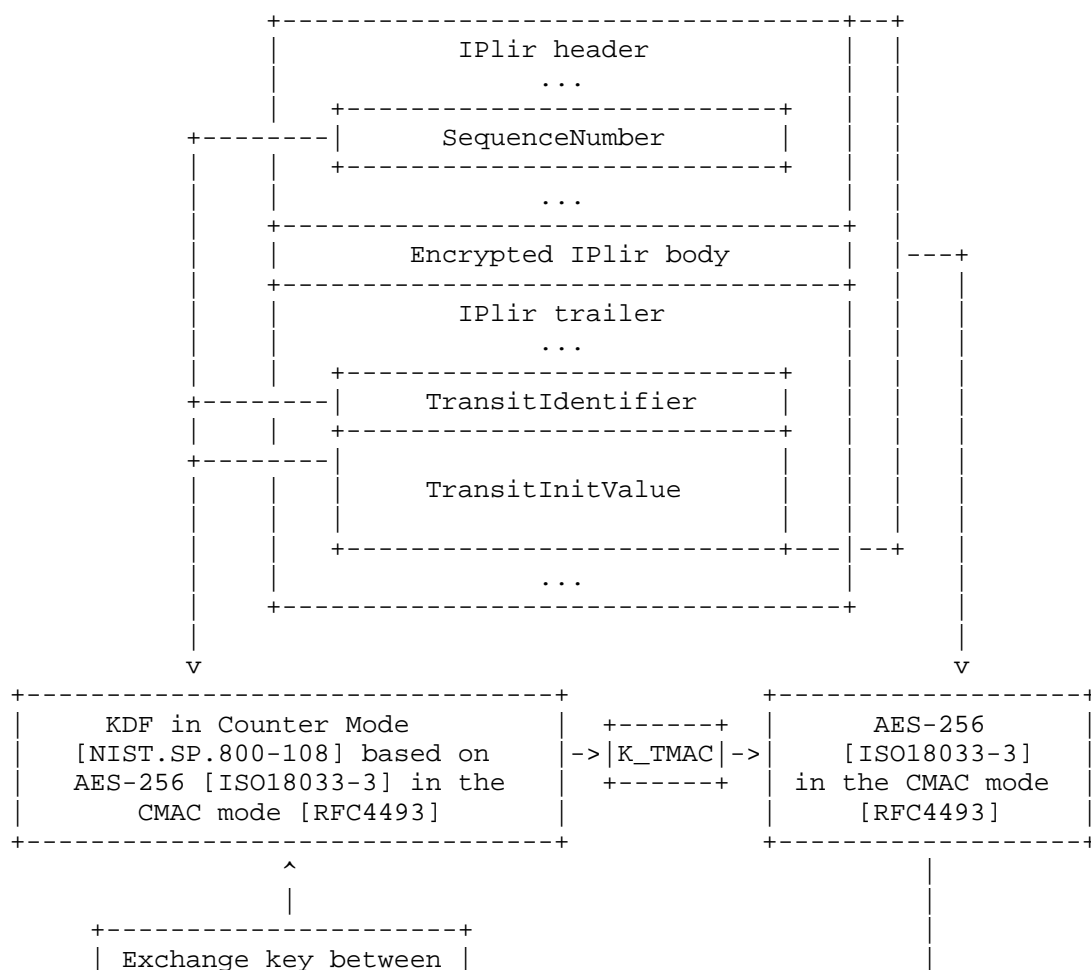 IPlir header
...
SequenceNumber
...
Encrypted IPlir body
IPlir trailer
...
TransitIdentifier
TransitInitValue
...
KDF in Counter Mode
[NIST.SP.800-108] based on
AES-256 [ISO18033-3] in the
CMAC mode [RFC4493]
K_TMAC
AES-256
[ISO18033-3]
in the CMAC mode
[RFC4493]
Exchange key between